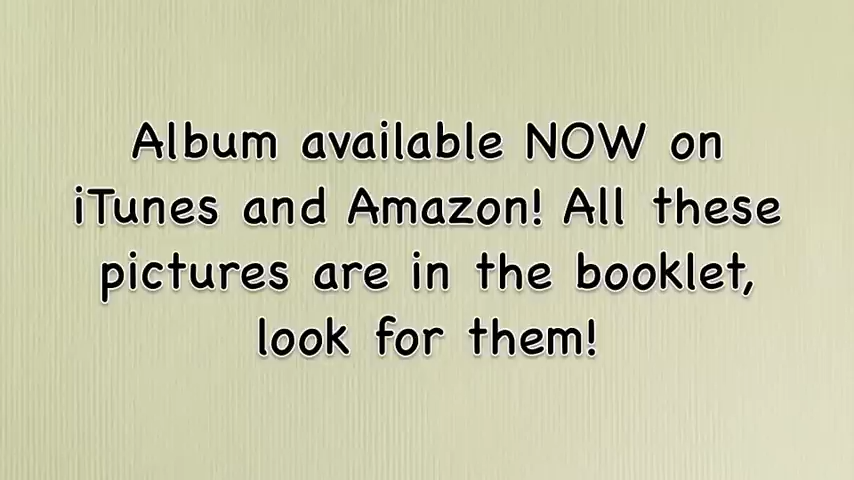 Album available NOW on
iTunes and Amazon! All these
pictures are in the booklet,
look for them!